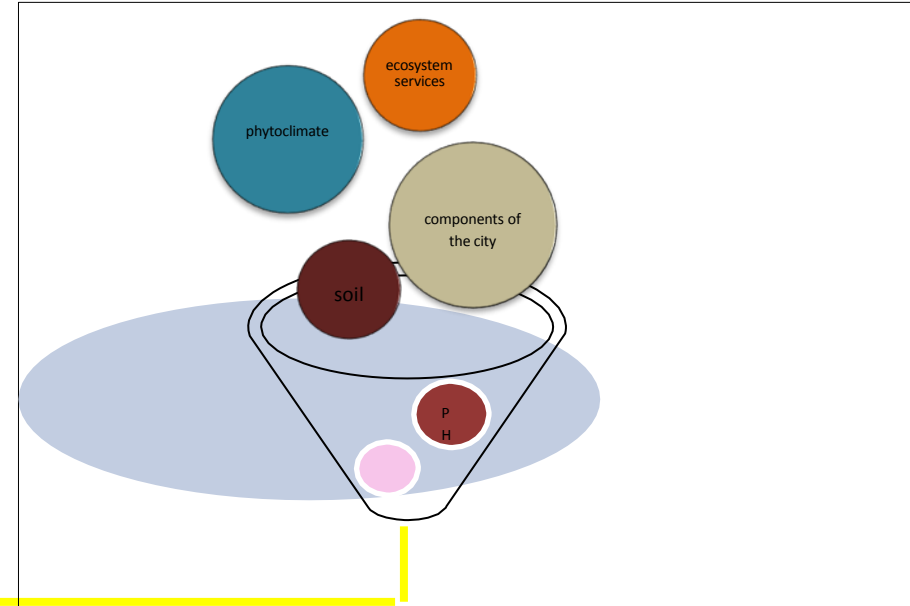 ecosystem
services
phytoclimate
components of
the city
soil
P
H